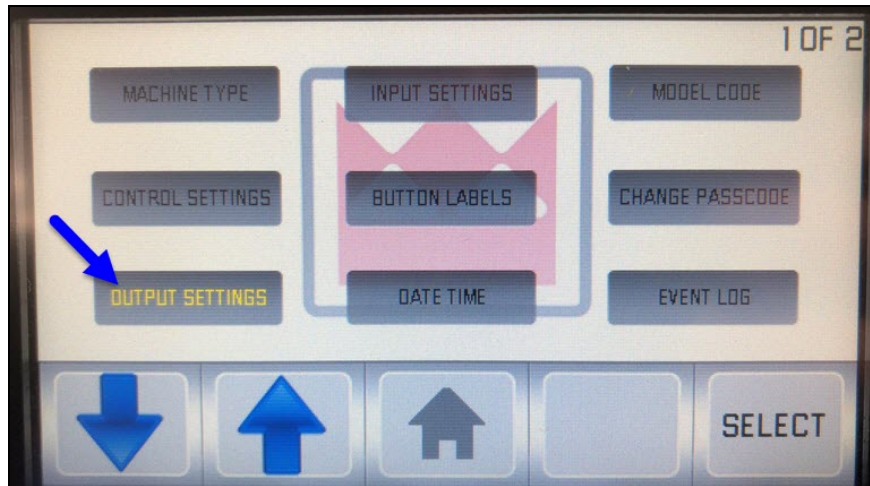 1 OF 2
MACHINE TYPE
INPUT SETTINGS
MODEL CODE
CONTROL SETTINGS
BUTTON LABELS
CHANGE PASSCODE
OUTPUT SETTINGS
DATE TIME
EVENT LOG
SELECT